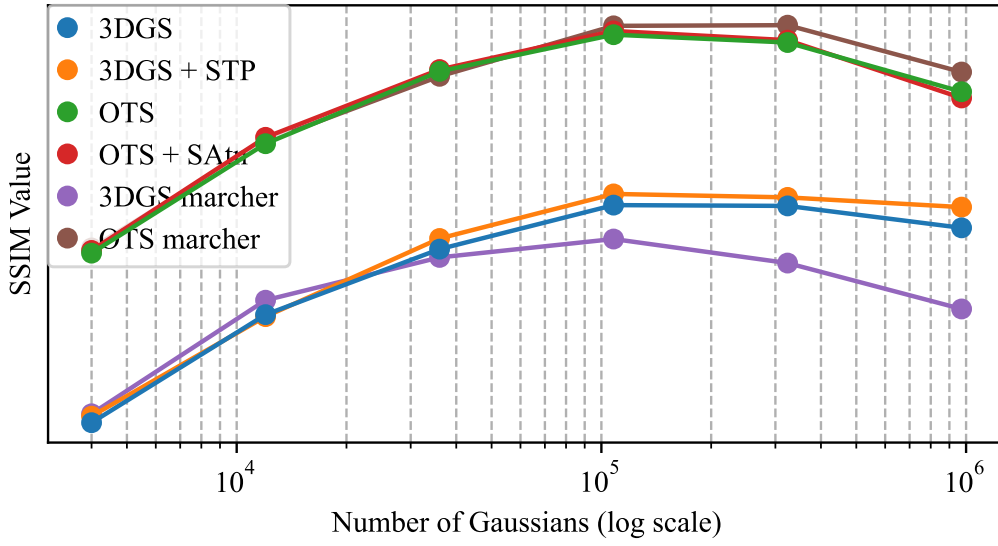 3DGS
3DGS + STP
OTS
OTS + SAttn
3DGS marcher
OTS marcher
SSIM Value
10^4
10^5
10^6
Number of Gaussians (log scale)